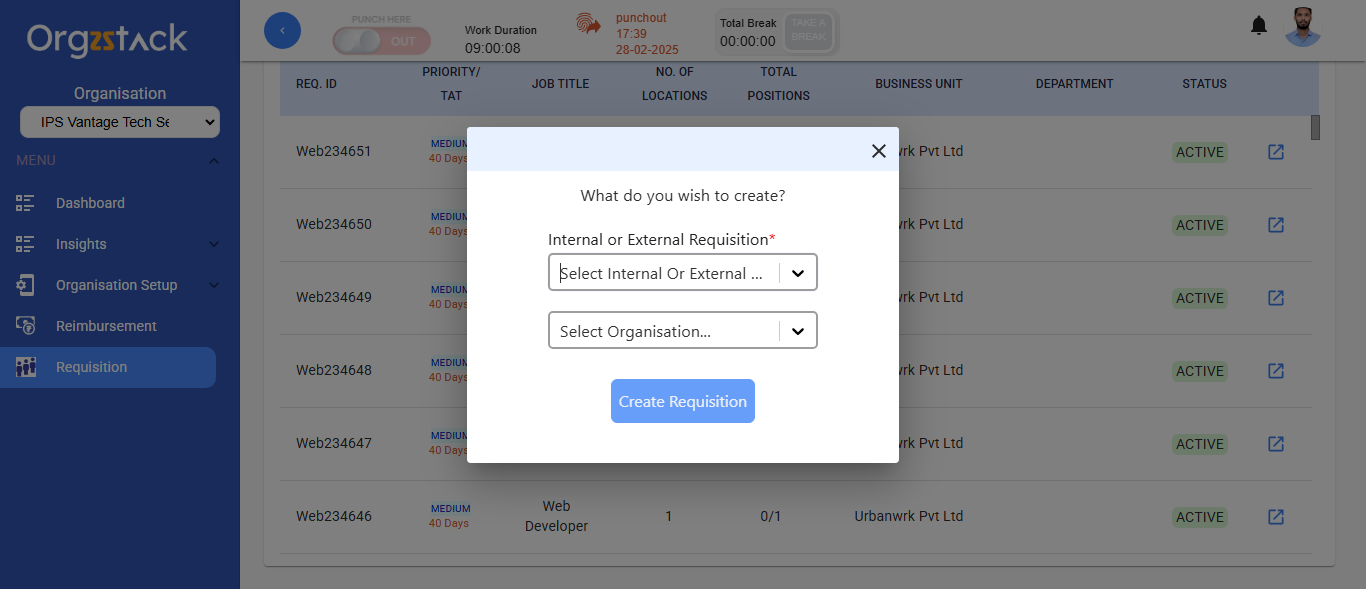 Orgzstack
Organisation
IPS Vantage Tech Se
MENU
Dashboard
Insights
Organisation Setup
Reimbursement
Requisition
PUNCH HERE
OUT
Work Duration
09:00:08
punchout
17:39
28-02-2025
Total Break
00:00:00
TAKE A
BREAK
REQ. ID
PRIORITY/
TAT
JOB TITLE
NO. OF
LOCATIONS
TOTAL
POSITIONS
BUSINESS UNIT
DEPARTMENT
STATUS
Web234651
MEDIUM
40 Days
wrk Pvt Ltd
ACTIVE
Web234650
MEDIUM
40 Days
wrk Pvt Ltd
ACTIVE
Web234649
MEDIUM
40 Days
wrk Pvt Ltd
ACTIVE
Web234648
MEDIUM
40 Days
wrk Pvt Ltd
ACTIVE
Web234647
MEDIUM
40 Days
wrk Pvt Ltd
ACTIVE
Web234646
MEDIUM
40 Days
Web
Developer
1
0/1
Urbanwrk Pvt Ltd
ACTIVE
What do you wish to create?
Internal or External Requisition*
Select Internal Or External ...
Select Organisation...
Create Requisition